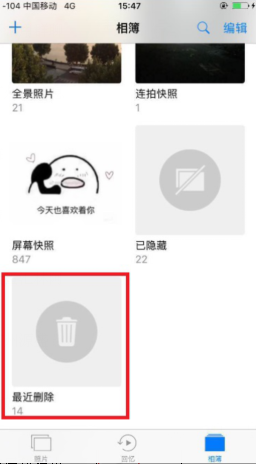 -104 中国移动 4G 15:47
+ 相簿 编辑
全景照片 连拍快照
21 1
今天也喜欢看你
屏幕快照 已隐藏
847 22
最近删除
14
照片 回忆 相簿